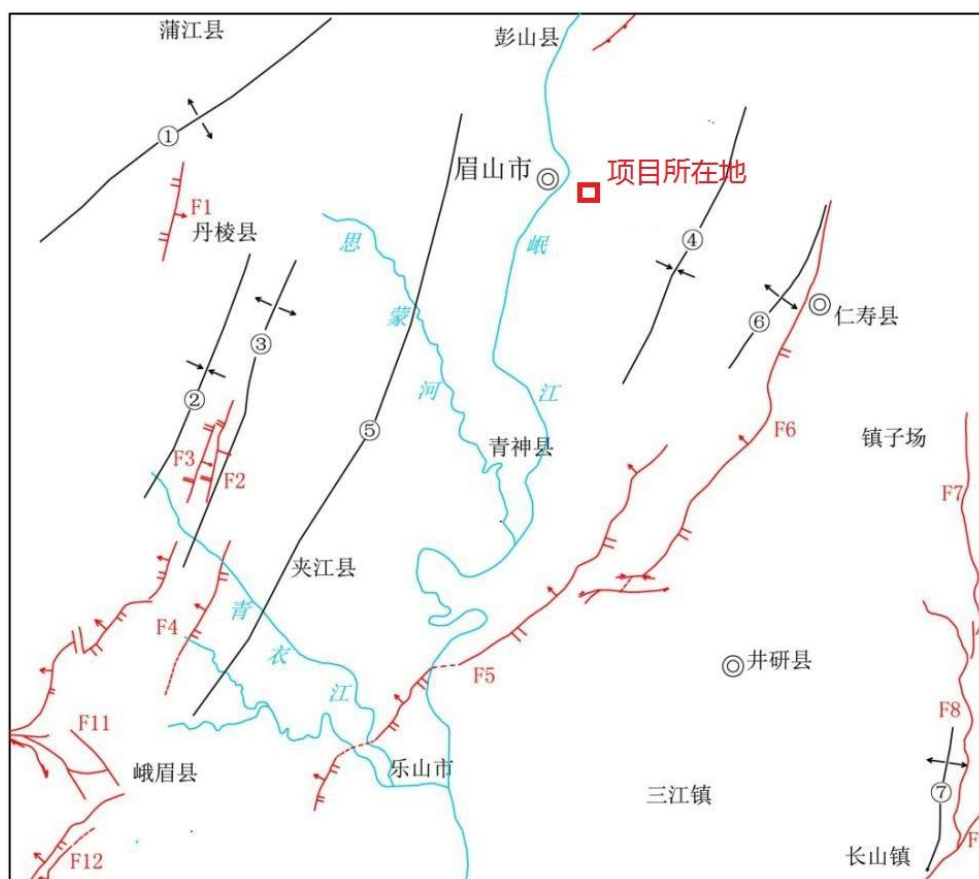 蒲江县
彭山县
①
眉山市
项目所在地
F1
丹棱县
思
蒙
河
岷
江
④
③
⑥
仁寿县
②
⑤
F6
镇子场
青神县
F3
F2
F7
夹江县
F4
青
衣
江
F5
井研县
F8
F11
峨眉县
乐山市
三江镇
⑦
F12
长山镇
F